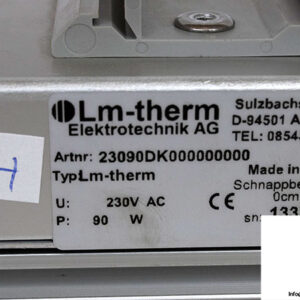 Lm-therm
Elektrotechnik AG
Sulzbachs
D-94501 A
TEL: 0854
Artnr: 23090DK000000000
Typ: Lm-therm
Made in
Schnappbe
0cm
U: 230V AC
P: 90 W
CE
sn: 133
H